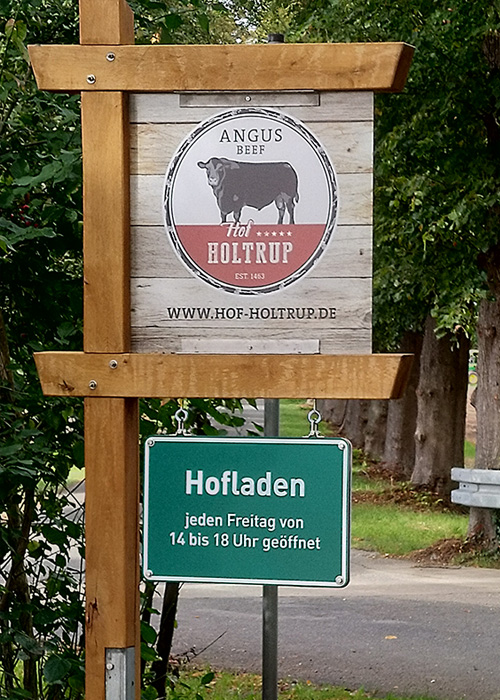 ANGUS
BEEF
Hof
HOLTRUP
EST. 1463
WWW.HOF-HOLTRUP.DE
Hofladen
jeden Freitag von
14 bis 18 Uhr geöffnet